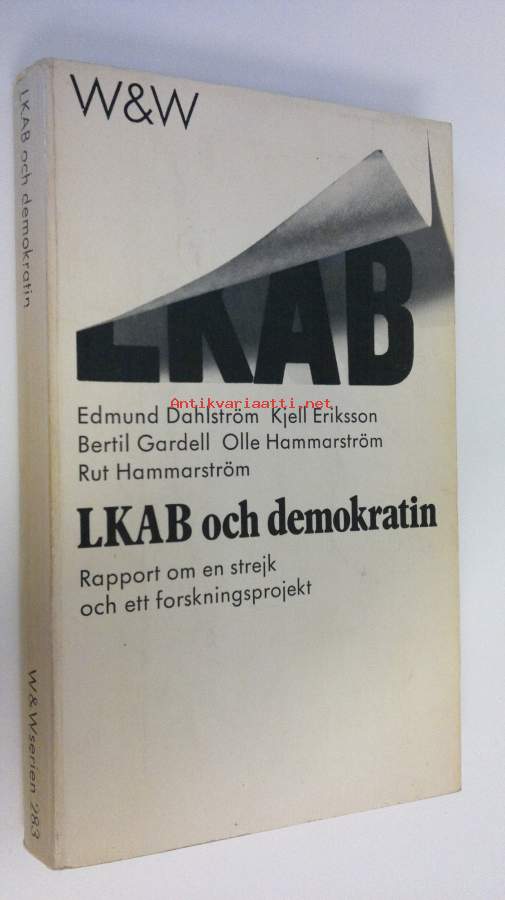 W&W
LKAB
Antikvariaatti.net
Edmund Dahlström Kjell Eriksson
Bertil Gardell Olle Hammarström
Rut Hammarström
LKAB och demokratin
Rapport om en strejk
och ett forskningsprojekt
LKAB och demokratin
W&Wserien 283